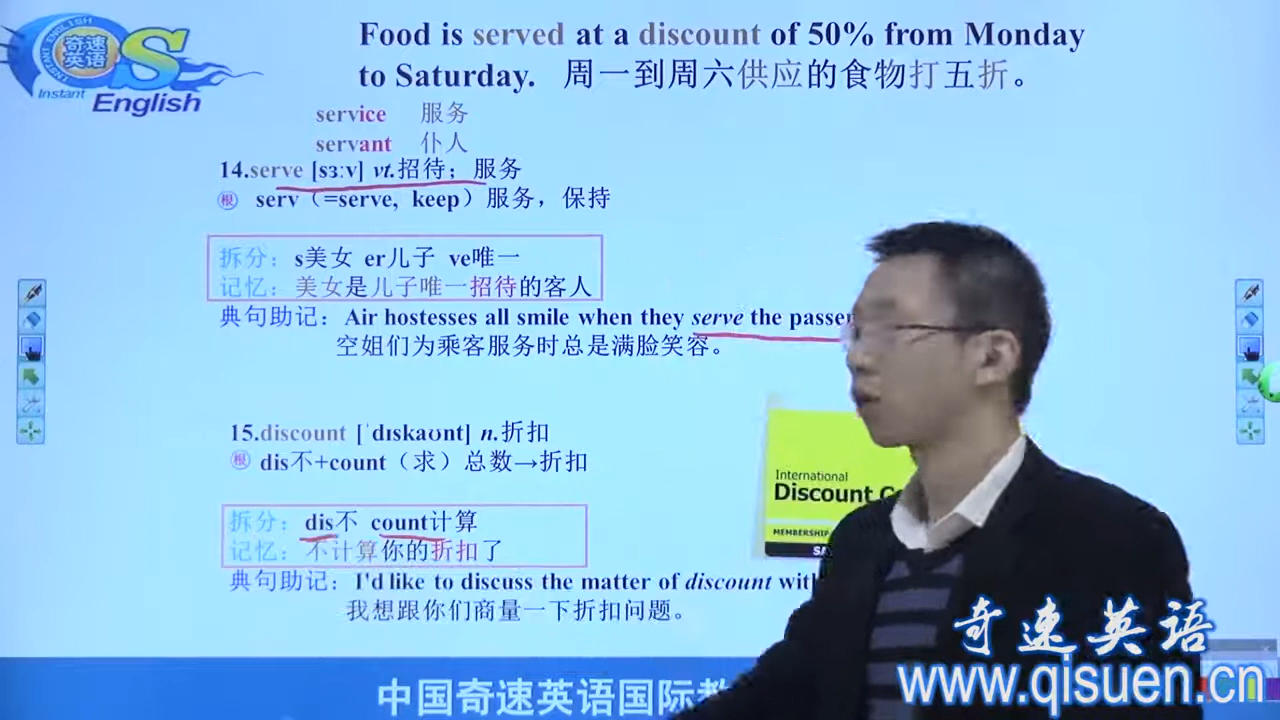 INSTANT ENGLISH
奇速
英语
S
Instant
English
Food is served at a discount of 50% from Monday
to Saturday. 周一到周六供应的食物打五折。
service 服务
servant 仆人
14.serve [sɜːv] vt.招待；服务
根 serv（=serve, keep）服务，保持
拆分：s美女 er儿子 ve唯一
记忆：美女是儿子唯一招待的客人
典句助记：Air hostesses all smile when they serve the passen
空姐们为乘客服务时总是满脸笑容。
15.discount [ˈdɪskaʊnt] n.折扣
根 dis不+count（求）总数→折扣
拆分：dis不 count计算
记忆：不计算你的折扣了
典句助记：I'd like to discuss the matter of discount wit
我想跟你们商量一下折扣问题。
International
Discount C
MEMBERSHIP
SA
中国奇速英语国际教
奇速英语
www.qisuen.cn